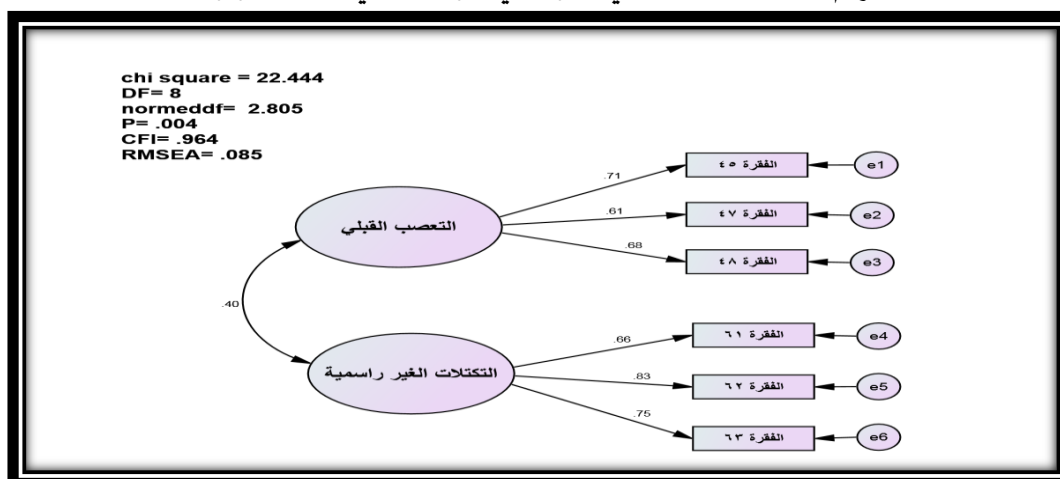 chi square = 22.444
DF= 8
normeddf= 2.805
P= .004
CFI= .964
RMSEA= .085
الفقرة ٤٥
e1
.71
الفقرة ٤٧
e2
.61
التعصب القبلي
الفقرة ٤٨
e3
.68
.40
الفقرة ٦١
e4
.66
التكتلات الغير راسمية
الفقرة ٦٢
e5
.83
الفقرة ٦٣
e6
.75